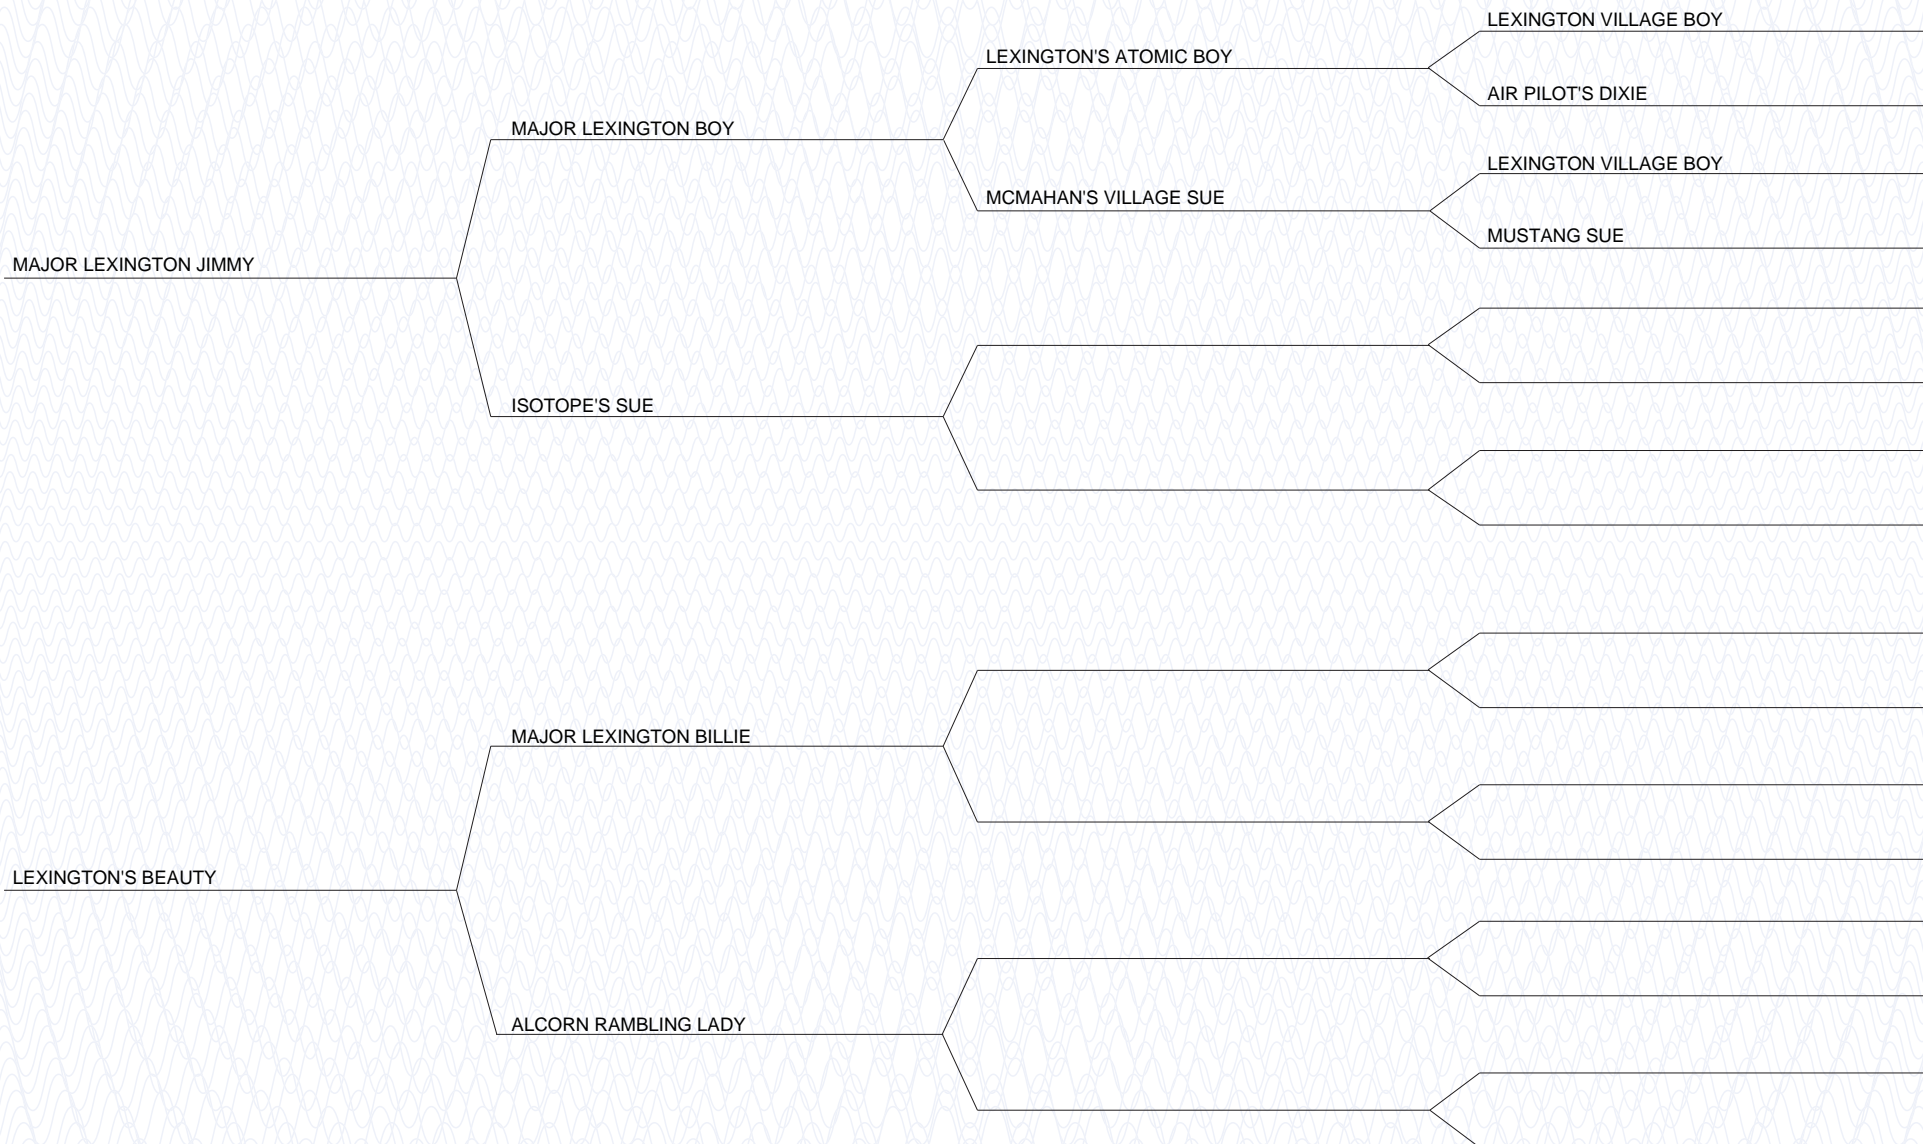 LEXINGTON VILLAGE BOY
LEXINGTON'S ATOMIC BOY
AIR PILOT'S DIXIE
MAJOR LEXINGTON BOY
LEXINGTON VILLAGE BOY
MCMAHAN'S VILLAGE SUE
MUSTANG SUE
MAJOR LEXINGTON JIMMY
ISOTOPE'S SUE
MAJOR LEXINGTON BILLIE
LEXINGTON'S BEAUTY
ALCORN RAMBLING LADY